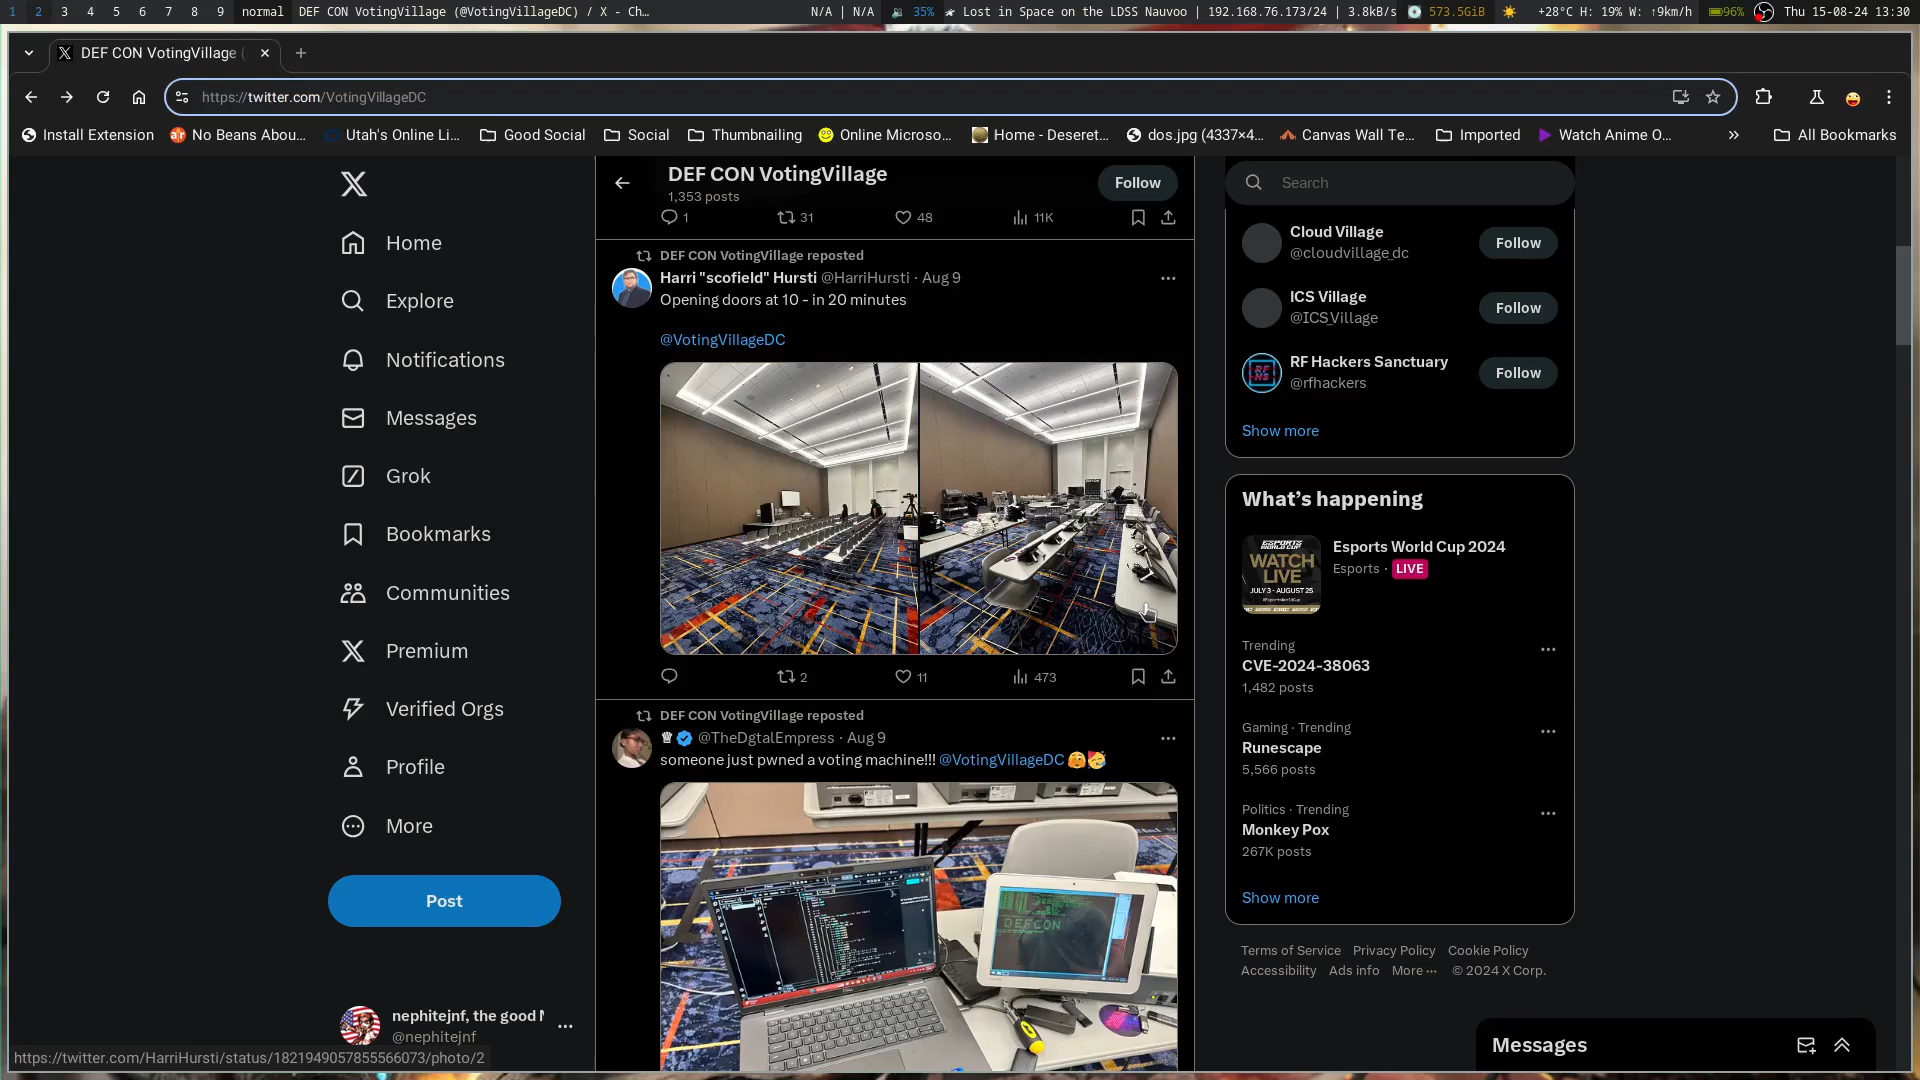 1 2 3 4 5 6 7 8 9 normal DEF CON VotingVillage (@VotingVillageDC) / X - Ch… N/A | N/A 35% Lost in Space on the LDSS Nauvoo | 192.168.76.173/24 | 3.8kB/s 573.5GiB +28°C H: 19% W: ↑9km/h 96% Thu 15-08-24 13:30
DEF CON VotingVillage (
https://twitter.com/VotingVillageDC
Install Extension
No Beans Abou…
Utah's Online Li…
Good Social
Social
Thumbnailing
Online Microso…
Home - Deseret…
dos.jpg (4337×4…
Canvas Wall Te…
Imported
Watch Anime O…
All Bookmarks
Home
Explore
Notifications
Messages
Grok
Bookmarks
Communities
Premium
Verified Orgs
Profile
More
Post
nephitejnf, the good
@nephitejnf
https://twitter.com/HarriHursti/status/1821949057855566073/photo/2
DEF CON VotingVillage
1,353 posts
Follow
1 31 48 11K
DEF CON VotingVillage reposted
Harri "scofield" Hursti @HarriHursti · Aug 9
Opening doors at 10 - in 20 minutes
@VotingVillageDC
2 11 473
DEF CON VotingVillage reposted
@TheDgtalEmpress · Aug 9
someone just pwned a voting machine!!! @VotingVillageDC
DEFCON
Search
Cloud Village
@cloudvillage_dc
Follow
ICS Village
@ICS_Village
Follow
RF Hackers Sanctuary
@rfhackers
Follow
Show more
What's happening
ESPORTS
WORLD CUP
WATCH
LIVE
JULY 3 - AUGUST 25
Esports World Cup 2024
Esports · LIVE
Trending
CVE-2024-38063
1,482 posts
Gaming · Trending
Runescape
5,566 posts
Politics · Trending
Monkey Pox
267K posts
Show more
Terms of Service Privacy Policy Cookie Policy
Accessibility Ads info More ··· © 2024 X Corp.
Messages